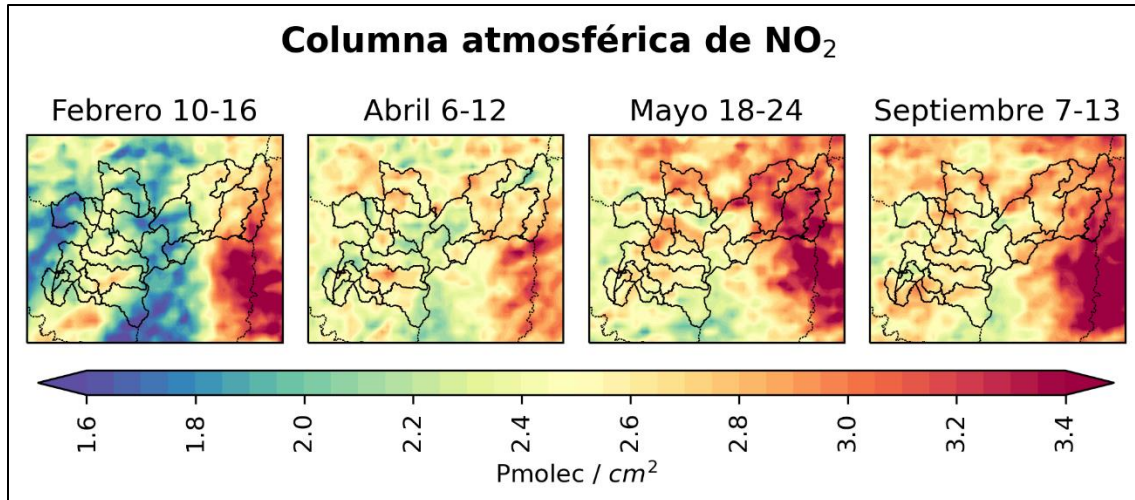 Columna atmosférica de NO₂
Febrero 10-16
Abril 6-12
Mayo 18-24
Septiembre 7-13
1.6
1.8
2.0
2.2
2.4
2.6
2.8
3.0
3.2
3.4
Pmolec / cm²